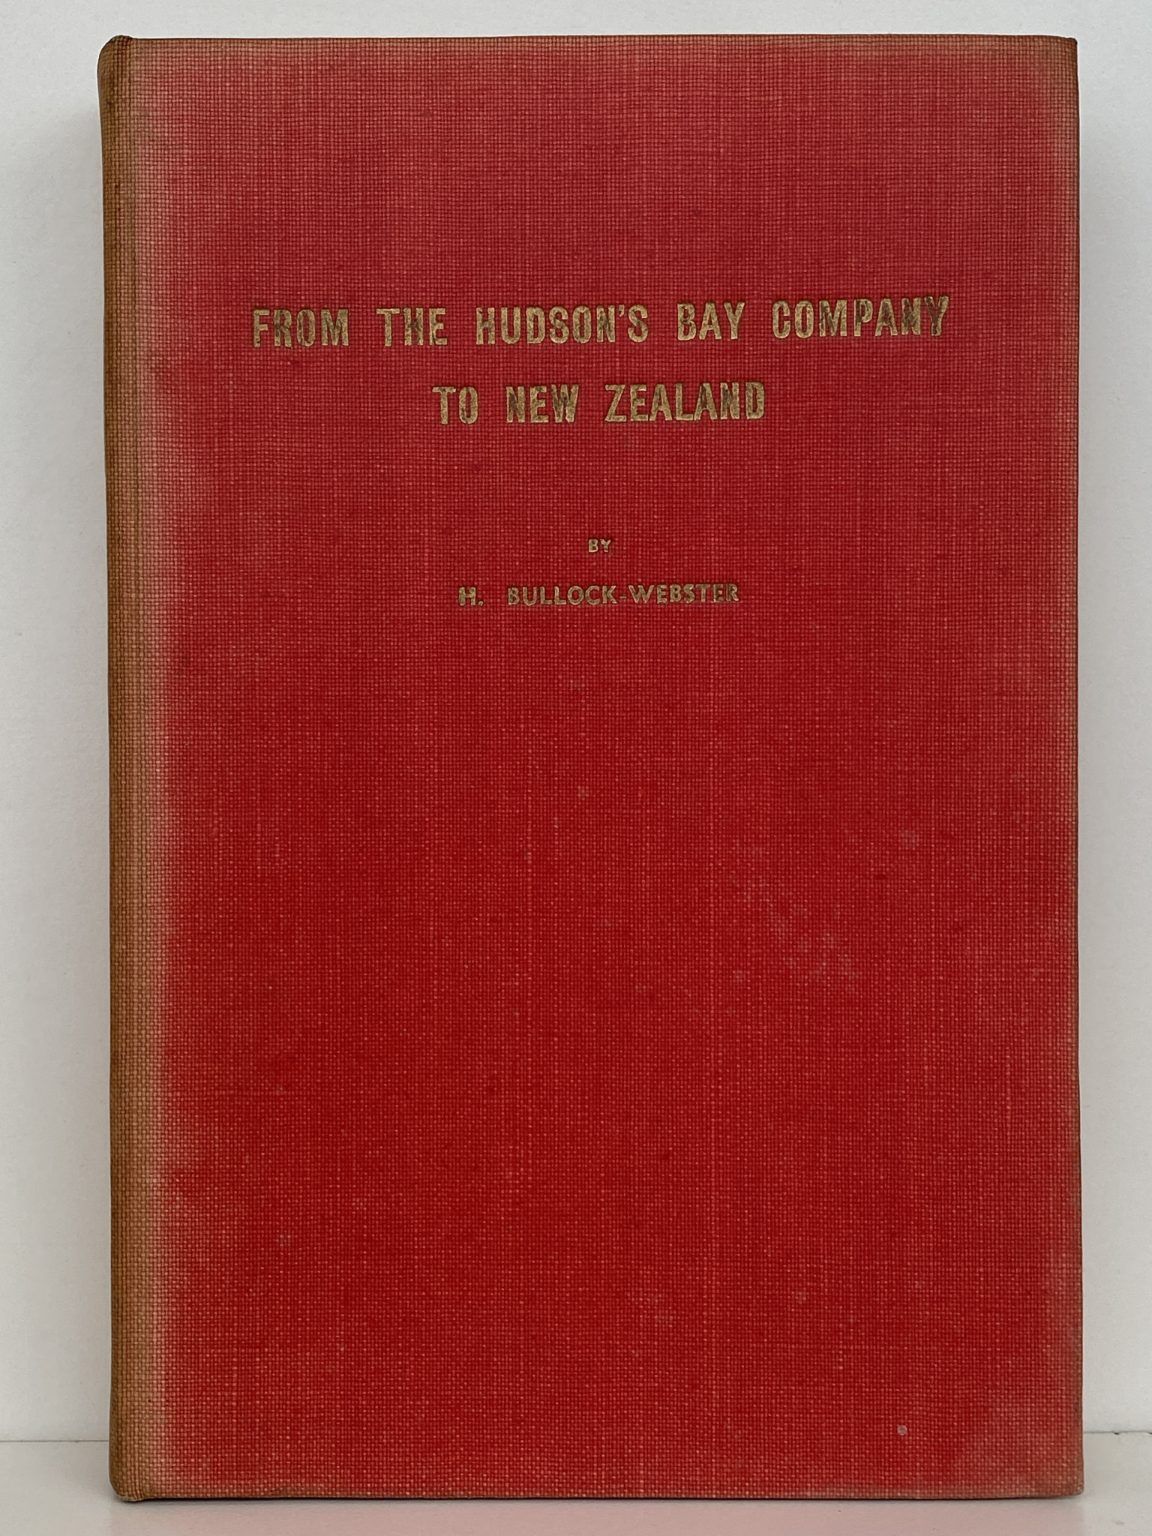 FROM THE HUDSON'S BAY COMPANY
TO NEW ZEALAND
BY
H. BULLOCK-WEBSTER